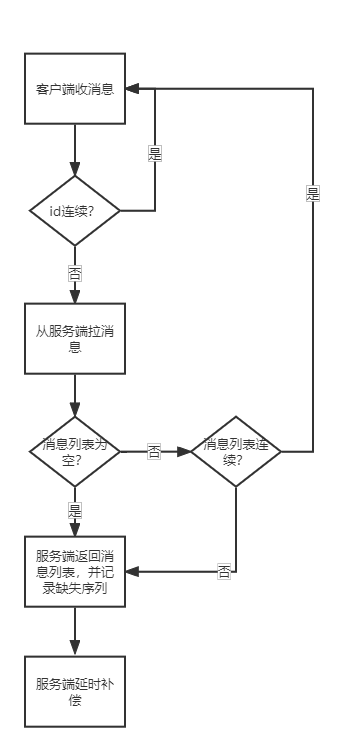 客户端收消息
是
是
id连续?
否
从服务端拉消
息
消息列表为
空?
否
消息列表连
续?
是
服务端返回消
息列表，并记
录缺失序列
否
服务端延时补
偿